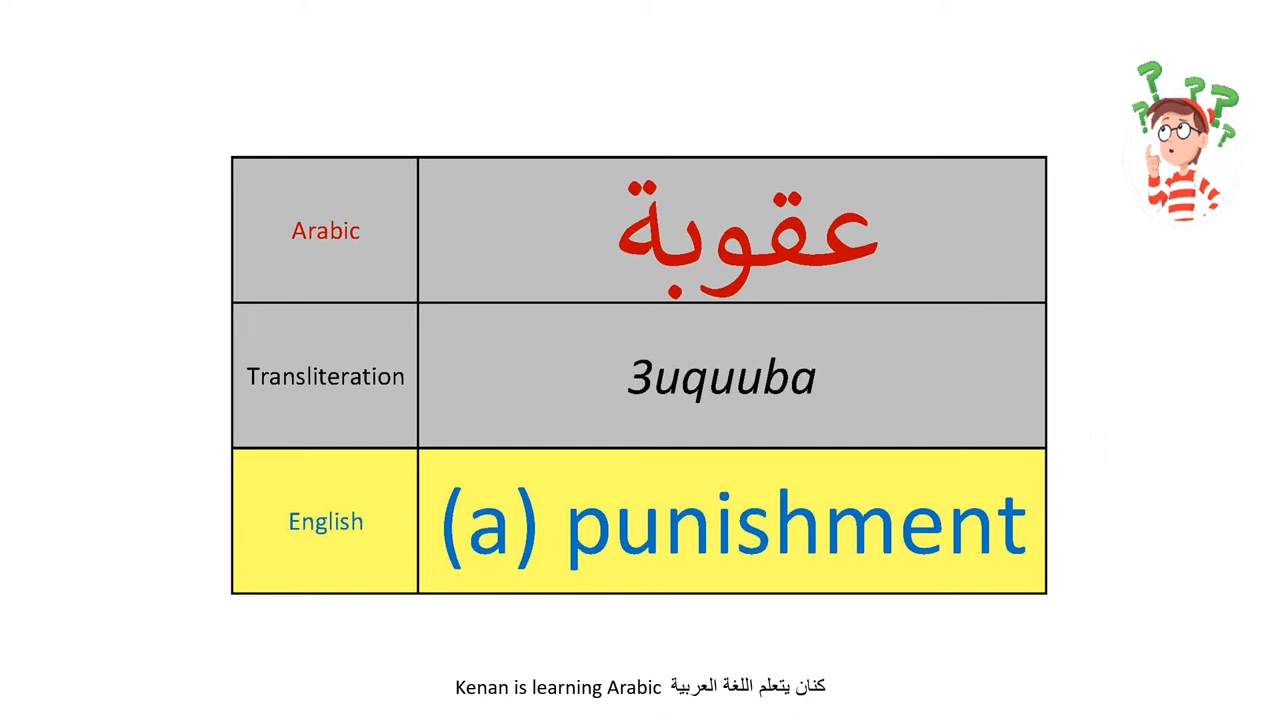 Arabic عقوبة
Transliteration 3uquuba
English (a) punishment
Kenan is learning Arabic كنان يتعلم اللغة العربية